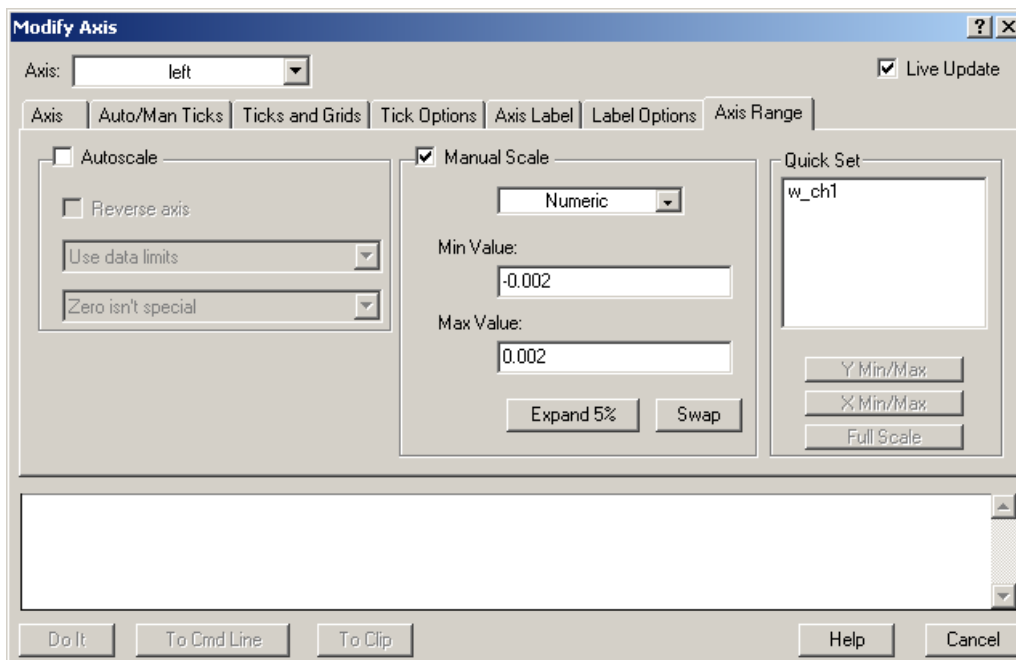 Modify Axis
Axis: left
Live Update
Axis Auto/Man Ticks Ticks and Grids Tick Options Axis Label Label Options Axis Range
Autoscale
Reverse axis
Use data limits
Zero isn't special
Manual Scale
Numeric
Min Value:
-0.002
Max Value:
0.002
Expand 5% Swap
Quick Set
w_ch1
Y Min/Max
X Min/Max
Full Scale
Do It To Cmd Line To Clip Help Cancel